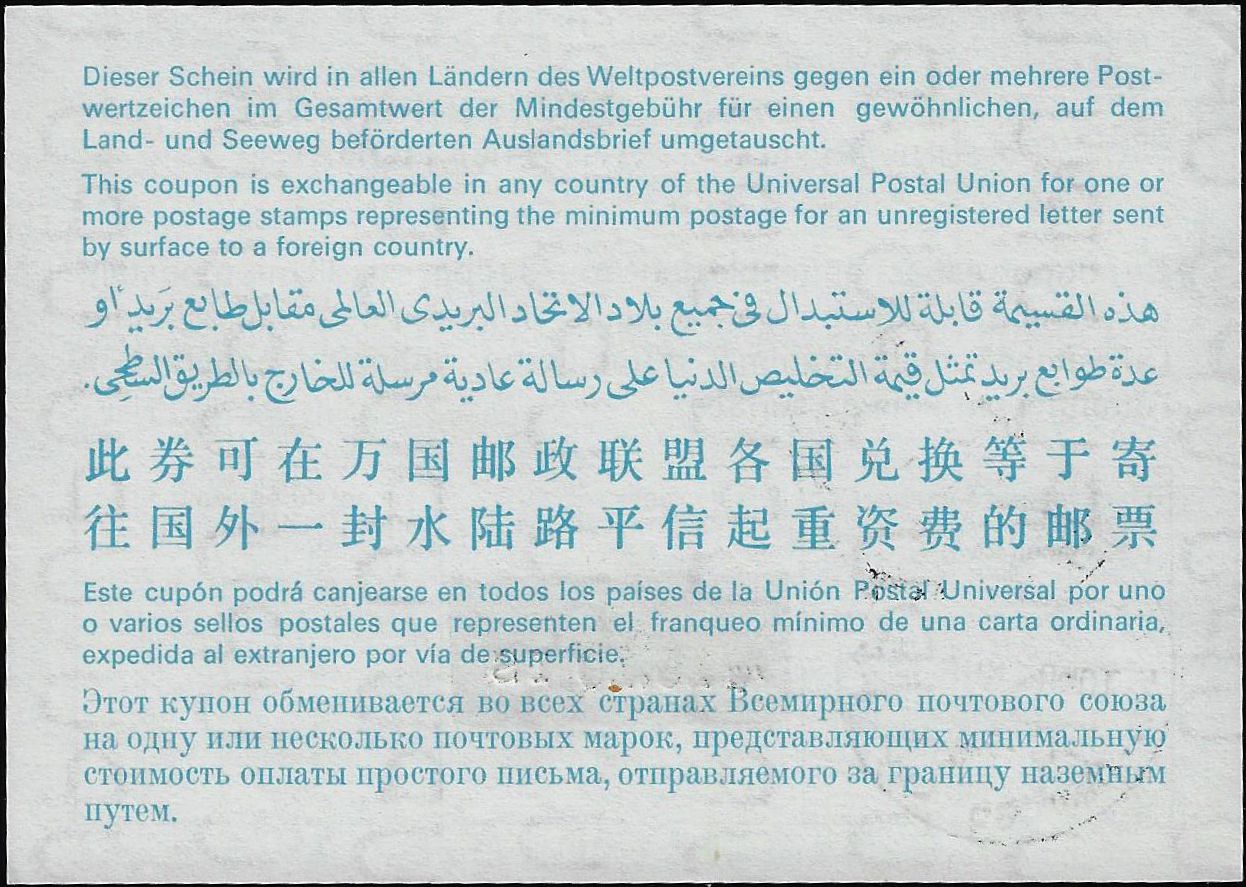 Dieser Schein wird in allen Ländern des Weltpostvereins gegen ein oder mehrere Post-
wertzeichen im Gesamtwert der Mindestgebühr für einen gewöhnlichen, auf dem
Land- und Seeweg beförderten Auslandsbrief umgetauscht.
This coupon is exchangeable in any country of the Universal Postal Union for one or
more postage stamps representing the minimum postage for an unregistered letter sent
by surface to a foreign country.
هذه القسيمة قابلة للاستبدال في جميع بلاد الاتحاد البريدى العالمى مقابل طابع بَريد أو
عدة طوابع بريد تمثل قيمة التخليص الدنيا على رسالة عادية مرسلة للخارج بالطريق السطحِى.
此券可在万国邮政联盟各国兑换等于寄
往国外一封水陆路平信起重资费的邮票
Este cupón podrá canjearse en todos los países de la Unión Postal Universal por uno
o varios sellos postales que representen el franqueo mínimo de una carta ordinaria,
expedida al extranjero por vía de superficie.
Этот купон обменивается во всех странах Всемирного почтового союза
на одну или несколько почтовых марок, представляющих минимальную
стоимость оплаты простого письма, отправляемого за границу наземным
путем.